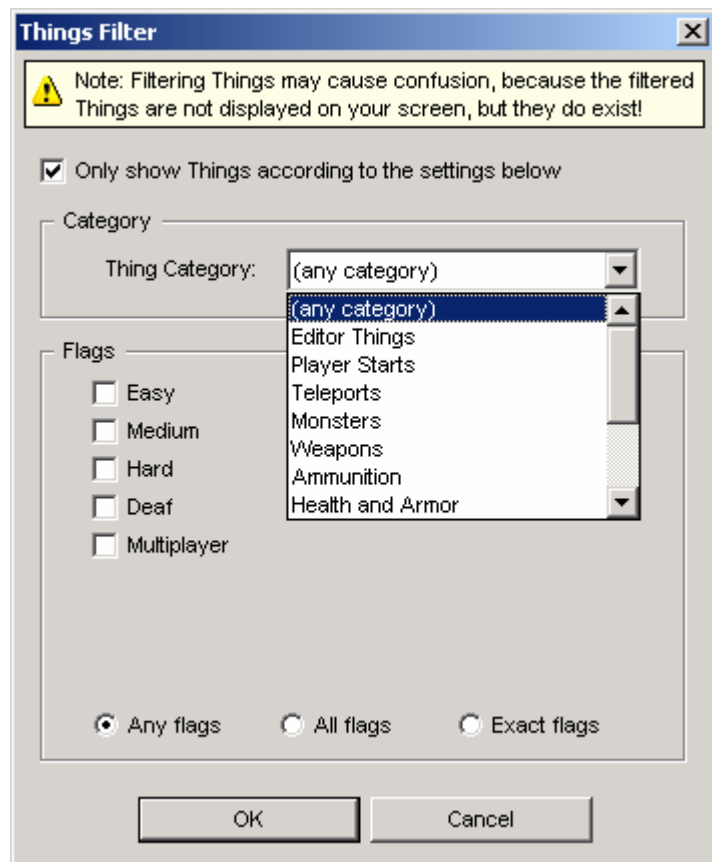 Things Filter
Note: Filtering Things may cause confusion, because the filtered
Things are not displayed on your screen, but they do exist!
Only show Things according to the settings below
Category
Thing Category:
(any category)
(any category)
Editor Things
Player Starts
Teleports
Monsters
Weapons
Ammunition
Health and Armor
Flags
Easy
Medium
Hard
Deaf
Multiplayer
Any flags
All flags
Exact flags
OK
Cancel